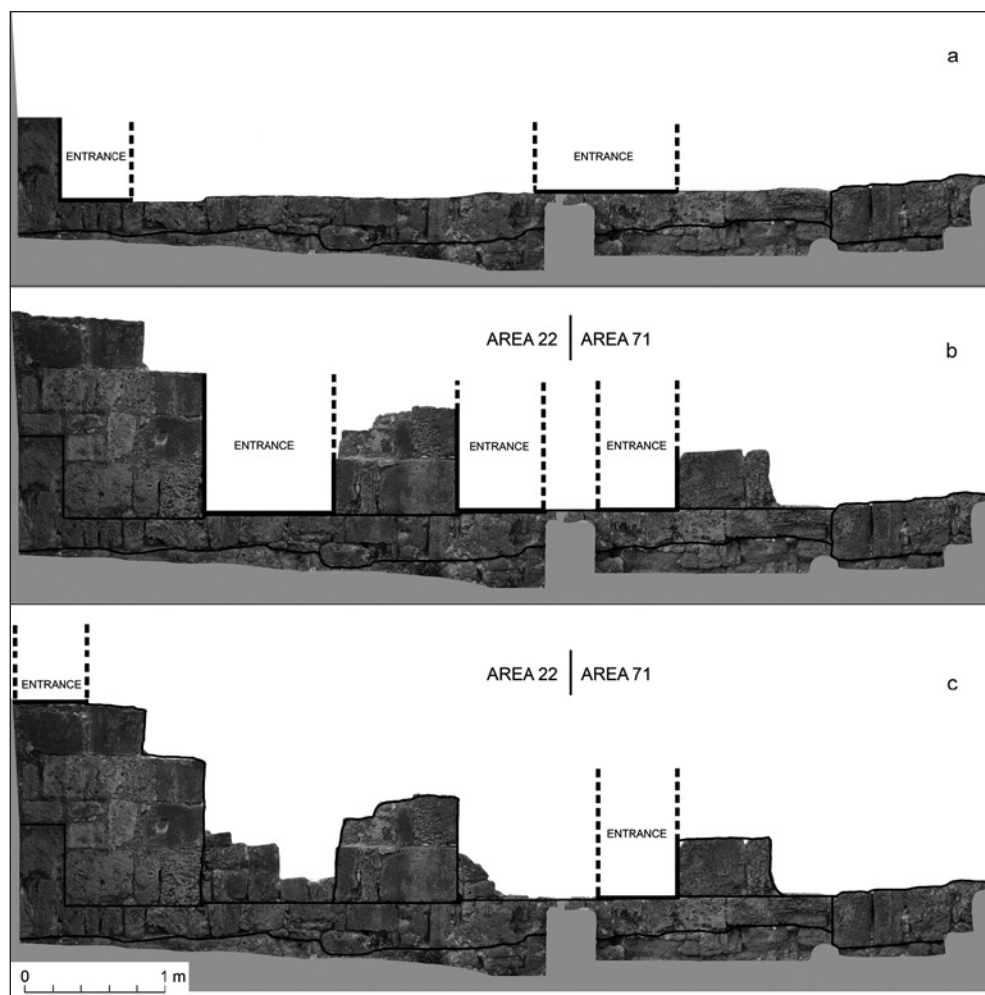 a
ENTRANCE
ENTRANCE
AREA 22 | AREA 71
b
ENTRANCE
ENTRANCE
ENTRANCE
AREA 22 | AREA 71
c
ENTRANCE
ENTRANCE
0 1 m